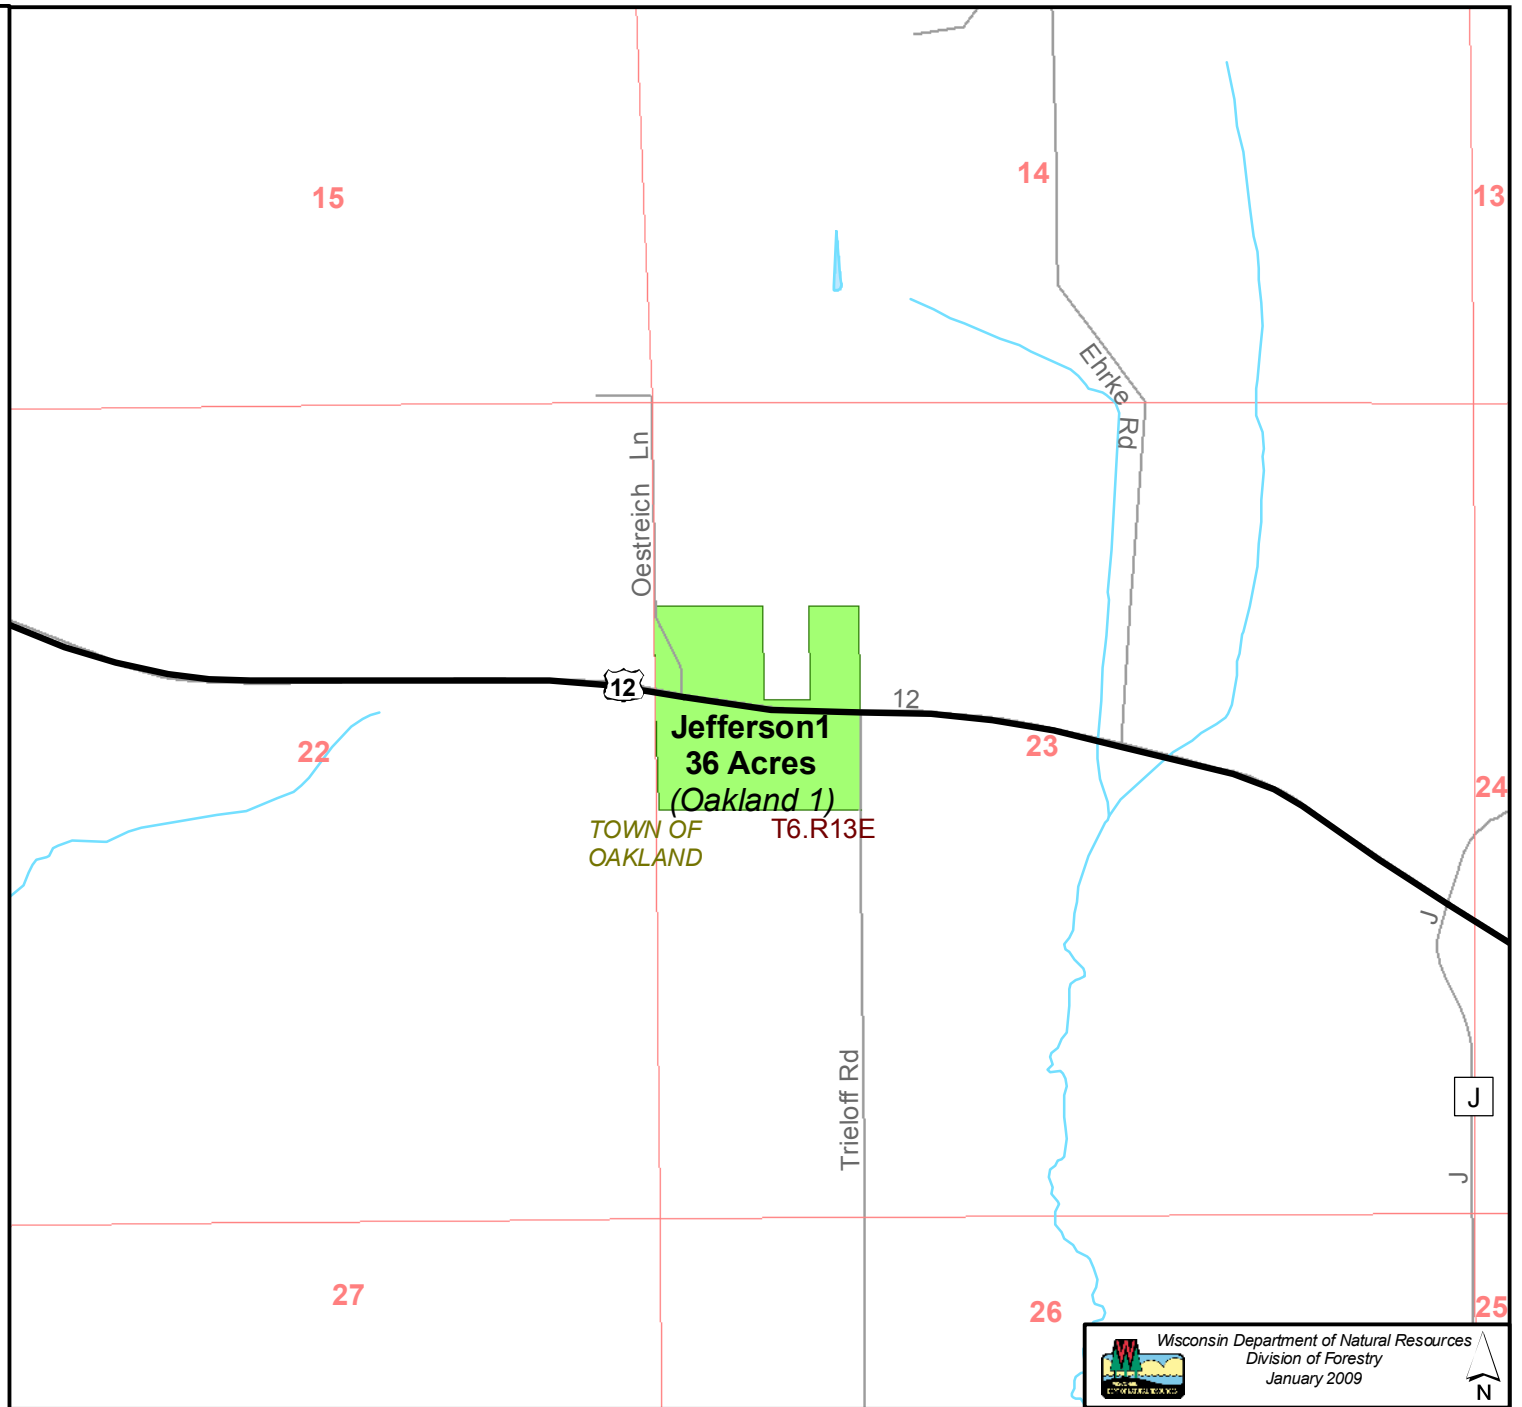 15
14
13
Ehrke Rd
Oestreich Ln
12
12
Jefferson1
36 Acres
(Oakland 1)
22
23
24
TOWN OF
OAKLAND
T6.R13E
J
Trieloff Rd
J
J
27
26
25
W
Wisconsin Department of Natural Resources
Division of Forestry
January 2009
N